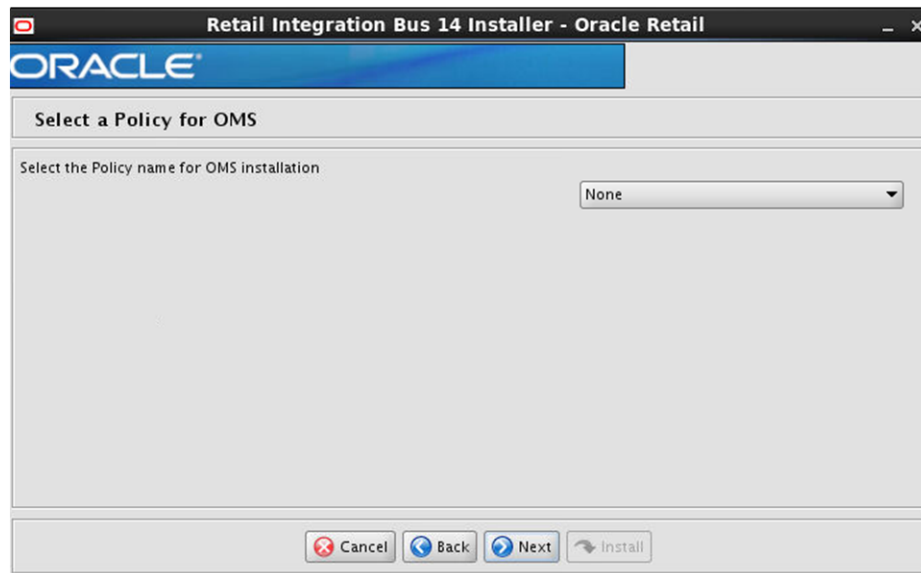 Retail Integration Bus 14 Installer - Oracle Retail
ORACLE®
Select a Policy for OMS
Select the Policy name for OMS installation
None
Cancel Back Next Install